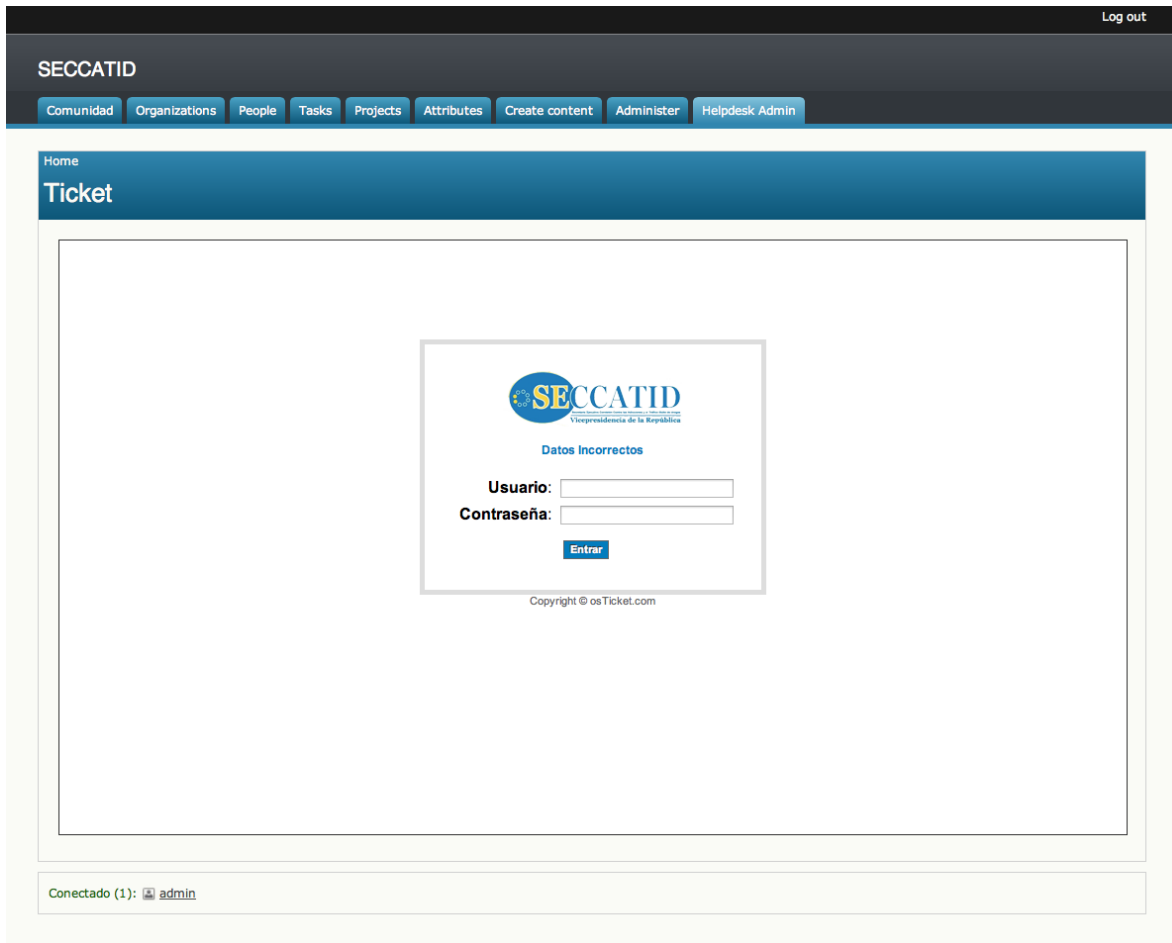 Log out
SECCATID
Comunidad Organizations People Tasks Projects Attributes Create content Administer Helpdesk Admin
Home
Ticket
SECCATID
Vicepresidencia de la República
Datos Incorrectos
Usuario:
Contraseña:
Entrar
Copyright © osTicket.com
Conectado (1): admin